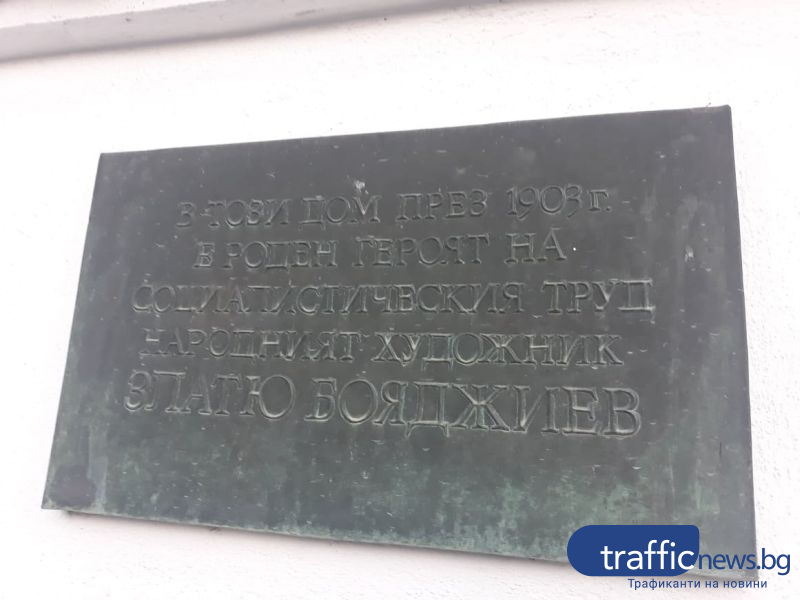 В ТОЗИ ДОМ ПРЕЗ 1903 г.
Е РОДЕН ГЕРОЯТ НА
СОЦИАЛИСТИЧЕСКИЯ ТРУД
НАРОДНИЯТ ХУДОЖНИК
ЗЛАТЮ БОЯДЖИЕВ
trafficnews.bg
Трафиканти на новини